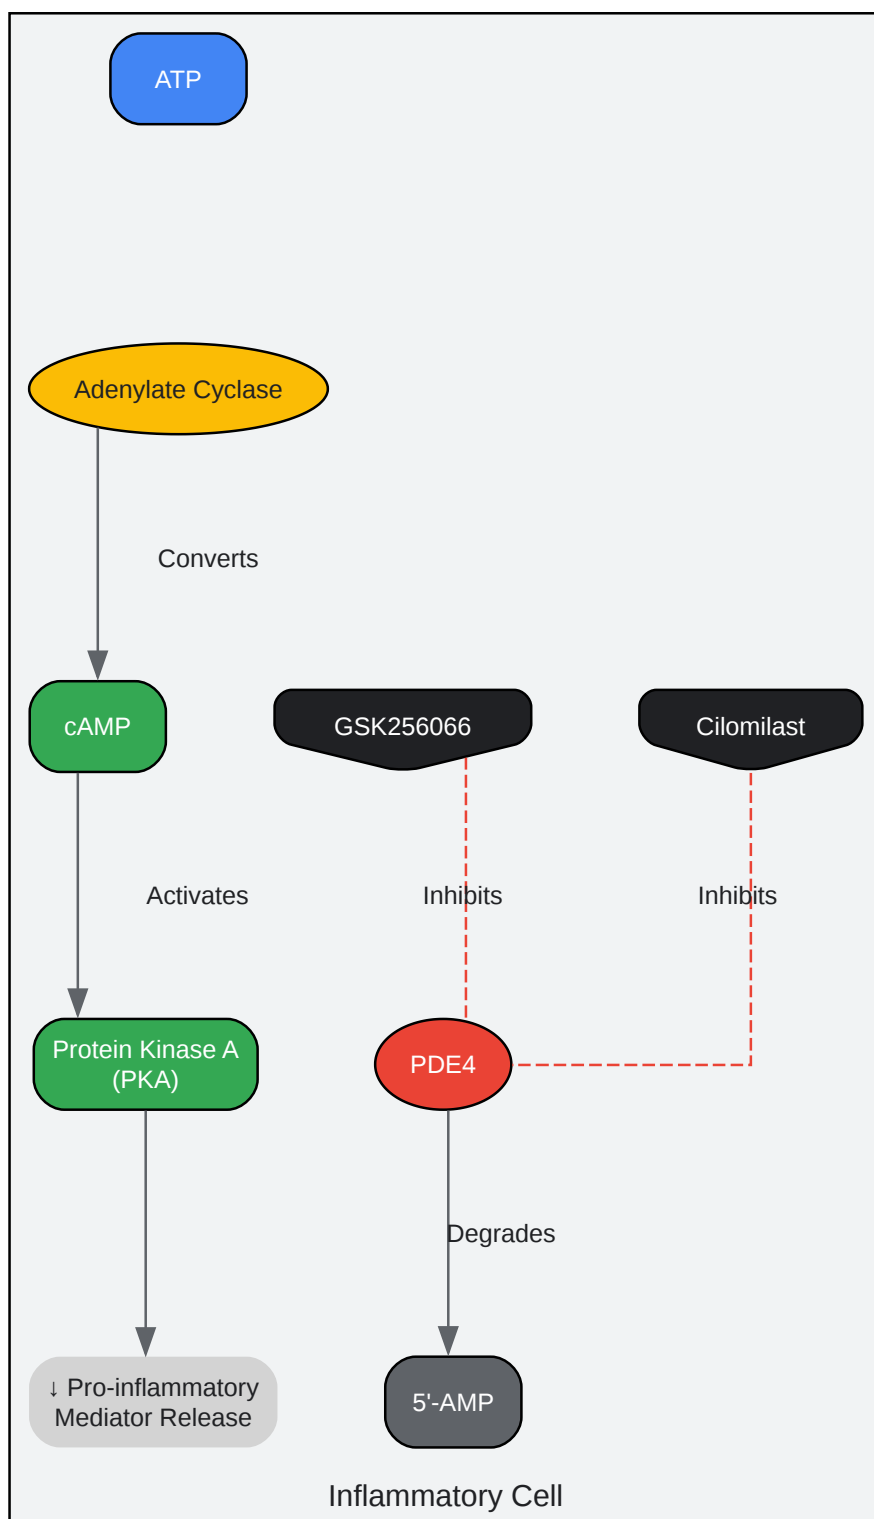 ATP
Adenylate Cyclase
Converts
cAMP
GSK256066
Cilomilast
Activates
Inhibits
Inhibits
Protein Kinase A
(PKA)
PDE4
Degrades
↓ Pro-inflammatory
Mediator Release
5'-AMP
Inflammatory Cell